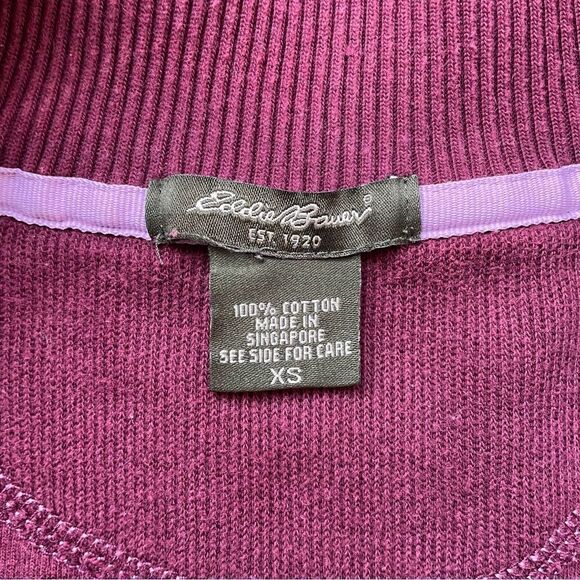 Eddie Bauer®
EST. 1920
100% COTTON
MADE IN
SINGAPORE
SEE SIDE FOR CARE
XS